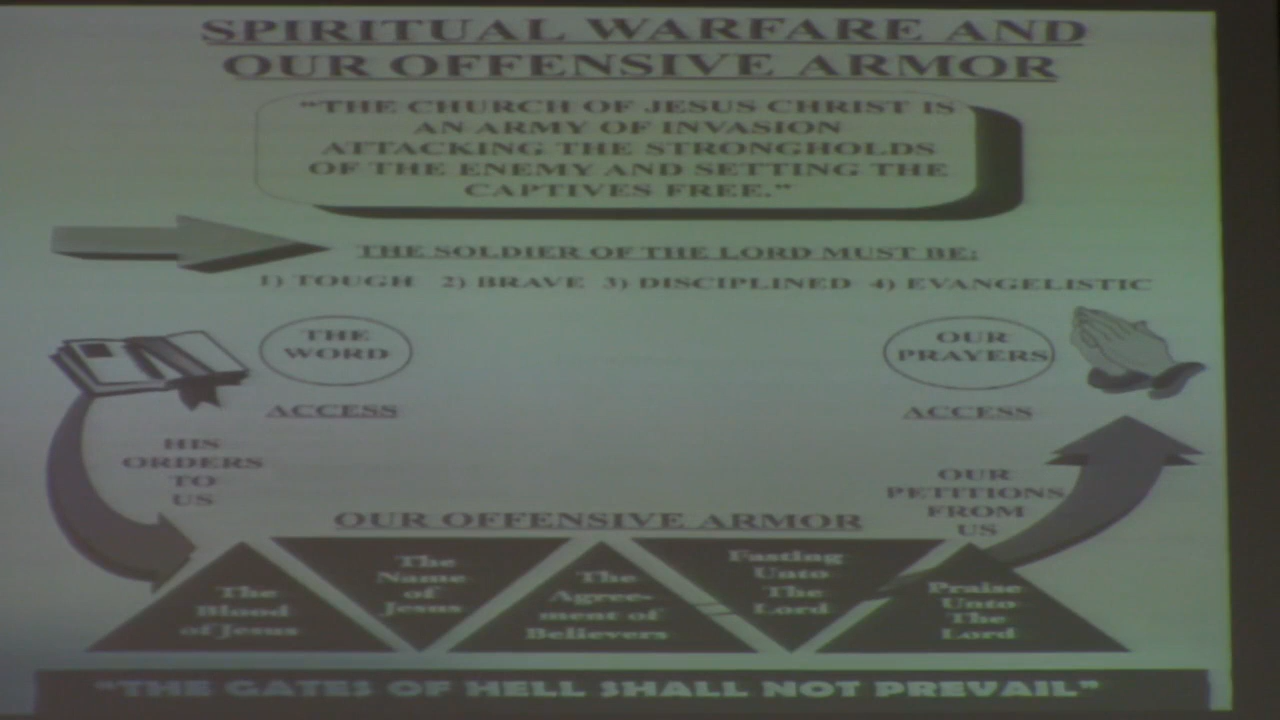 SPIRITUAL WARFARE AND
OUR OFFENSIVE ARMOR
"THE CHURCH OF JESUS CHRIST IS
AN ARMY OF INVASION
ATTACKING THE STRONGHOLDS
OF THE ENEMY AND SETTING THE
CAPTIVES FREE."
THE SOLDIER OF THE LORD MUST BE:
1) TOUGH 2) BRAVE 3) DISCIPLINED 4) EVANGELISTIC
THE
WORD
ACCESS
HIS
ORDERS
TO
US
OUR
PRAYERS
ACCESS
OUR
PETITIONS
FROM
US
OUR OFFENSIVE ARMOR
The
Blood
of Jesus
The
Name
of
Jesus
The
Agree-
ment of
Believers
Fasting
Unto
The
Lord
Praise
Unto
The
Lord
"THE GATES OF HELL SHALL NOT PREVAIL"